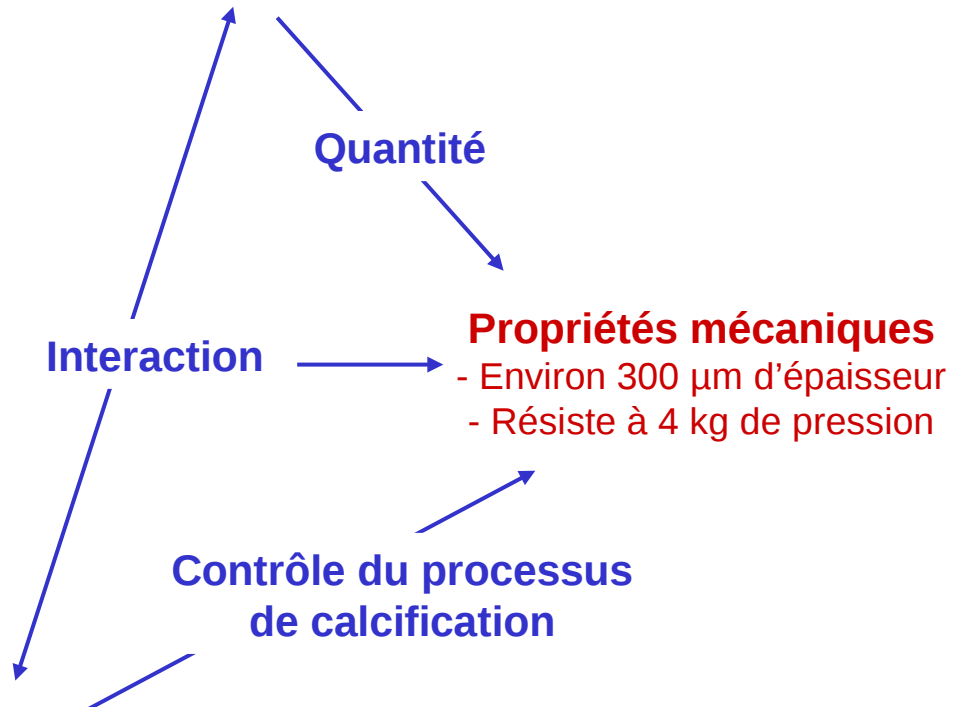 Quantité
Interaction
Propriétés mécaniques
- Environ 300 µm d’épaisseur
- Résiste à 4 kg de pression
Contrôle du processus
de calcification